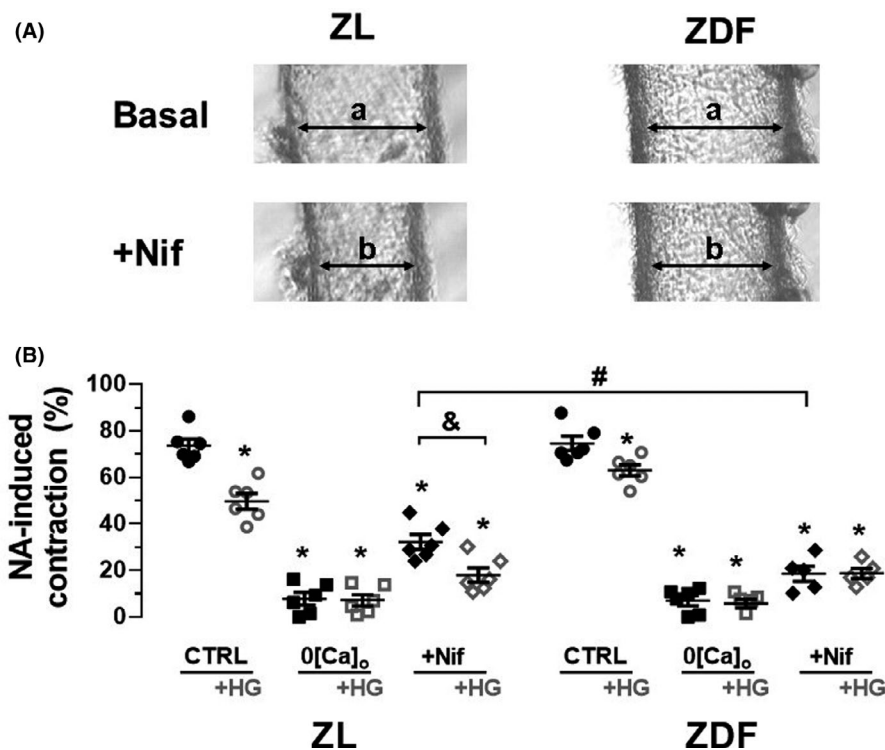 (A)
ZL ZDF
Basal a a
+Nif b b
(B)
NA-induced contraction (%)
100
80
60
40
20
0
#
&
* * * * * * * * * *
CTRL 0[Ca]o +Nif CTRL 0[Ca]o +Nif
+HG +HG +HG +HG +HG +HG
ZL ZDF